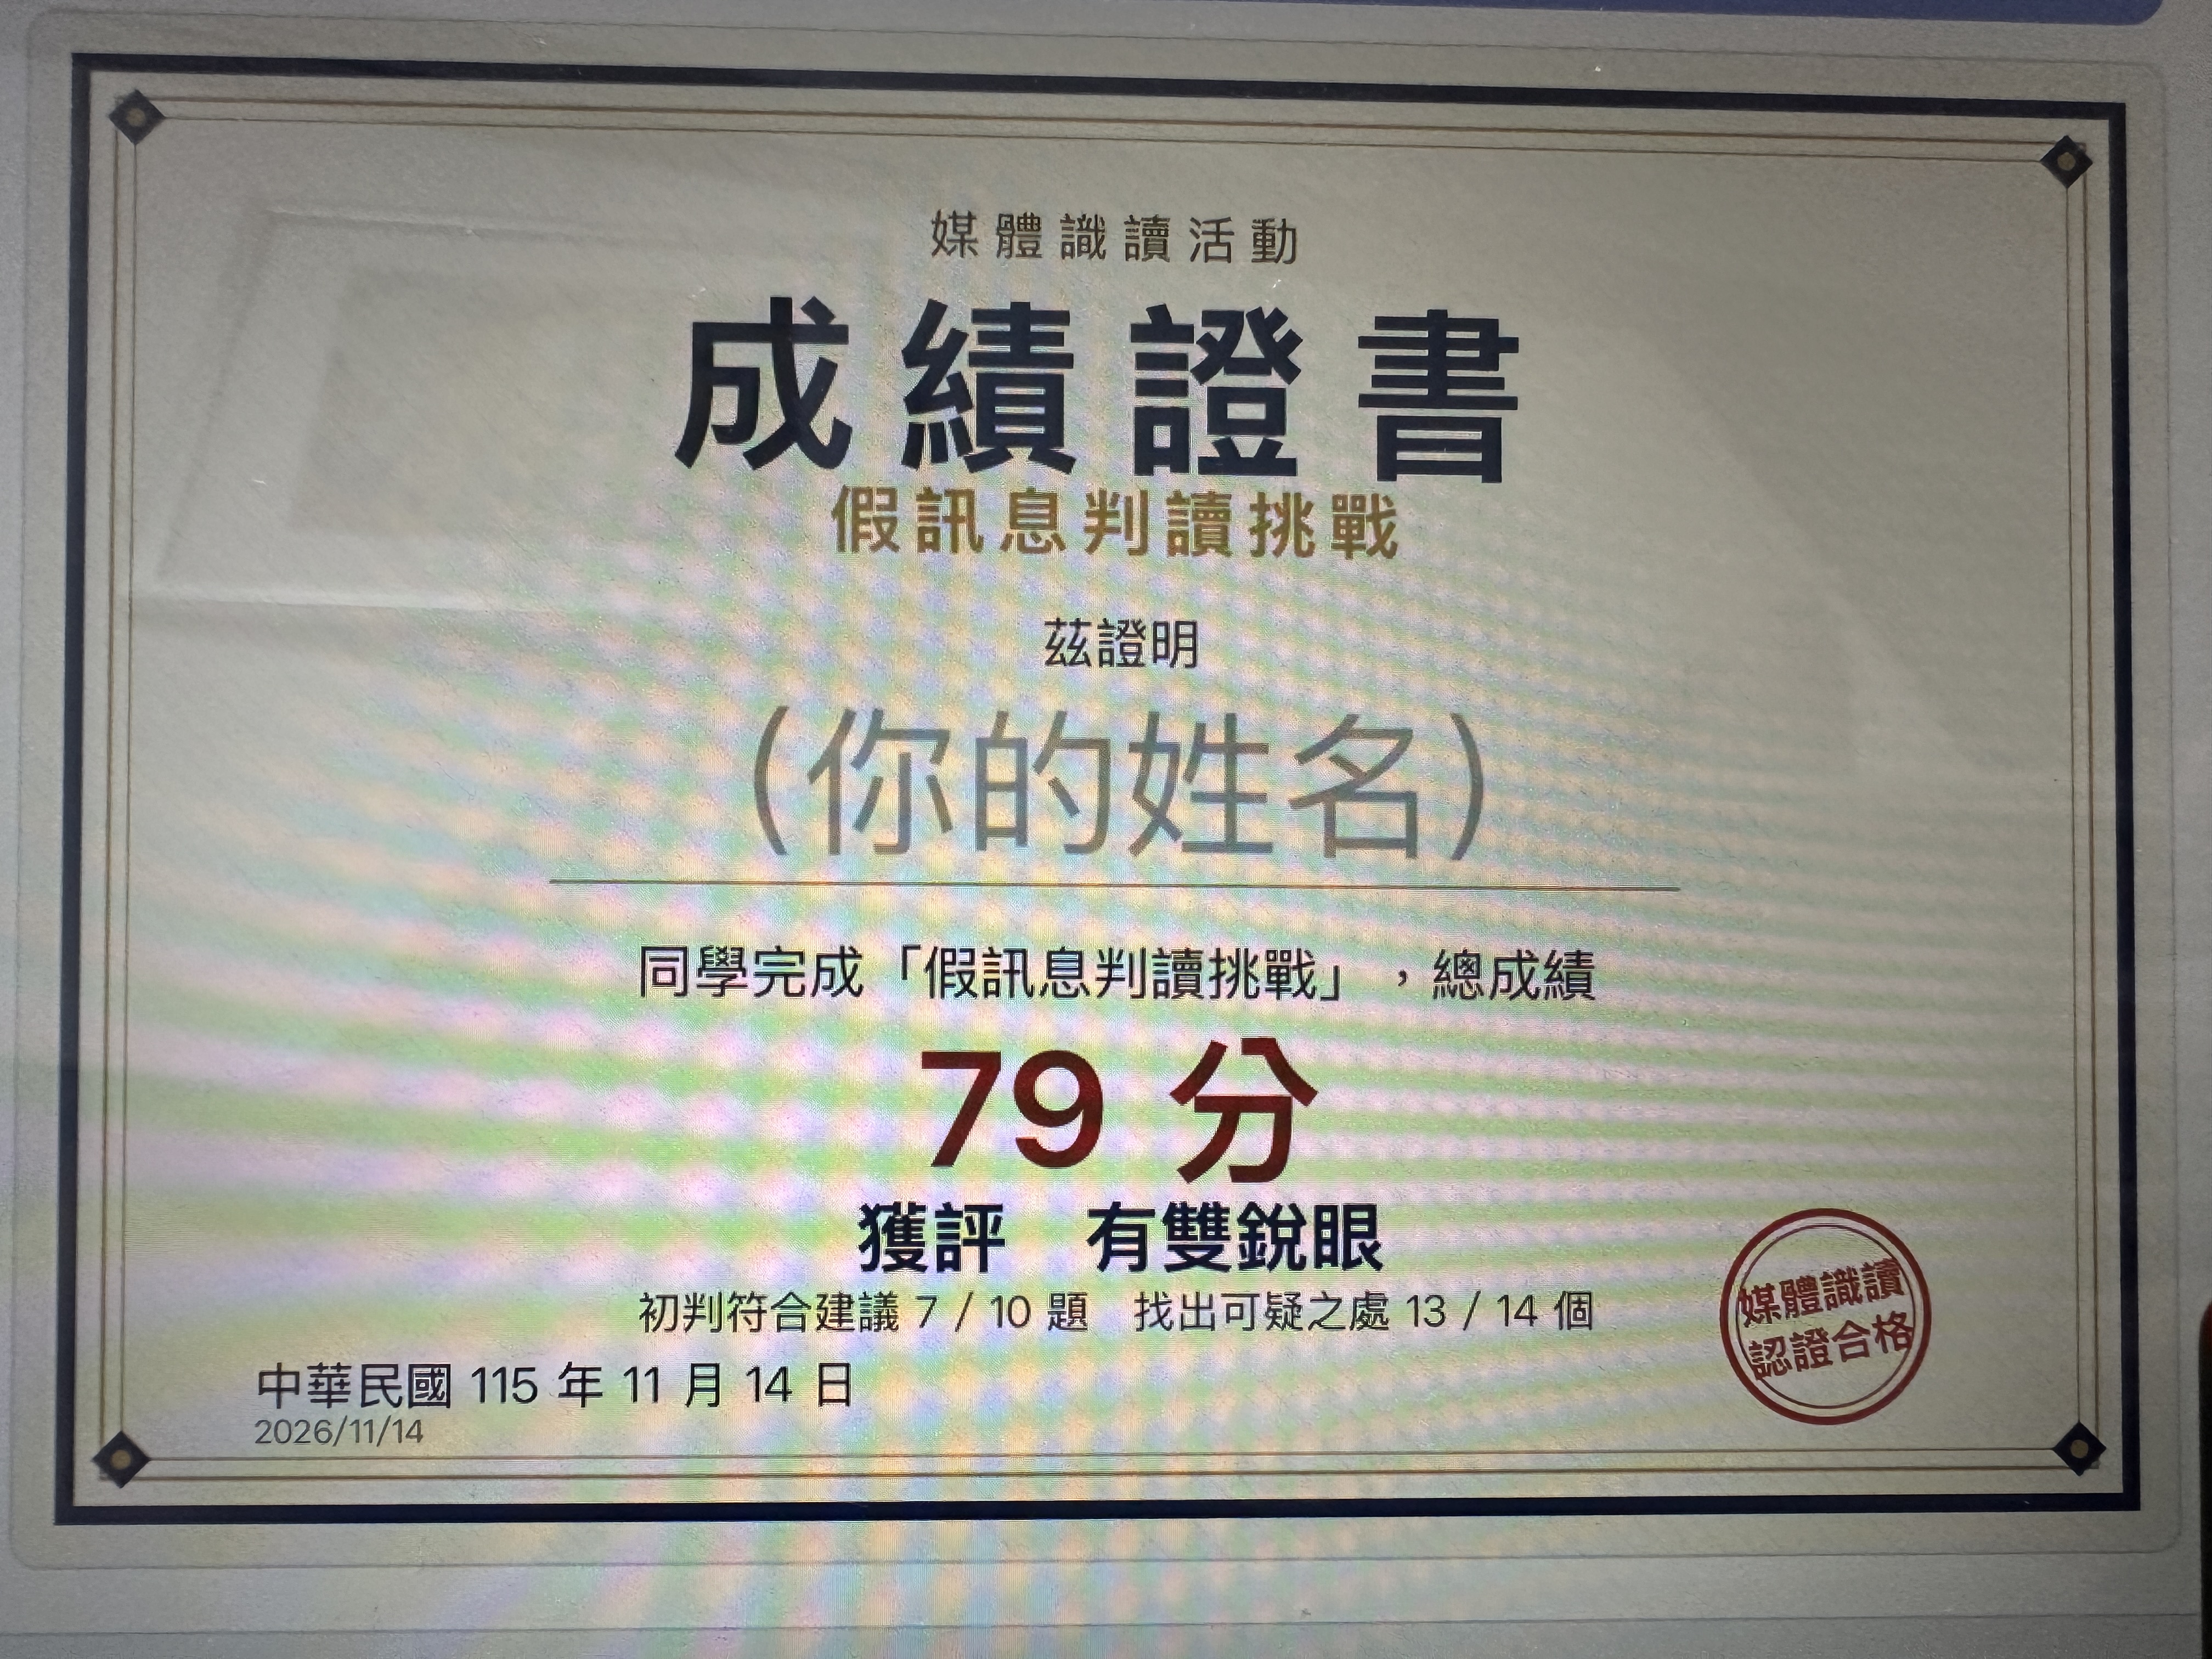 媒體識讀活動
成績證書
假訊息判讀挑戰
茲證明
（你的姓名）
同學完成「假訊息判讀挑戰」，總成績
79 分
獲評　有雙銳眼
初判符合建議 7 / 10 題　找出可疑之處 13 / 14 個
媒體識讀
認證合格
中華民國 115 年 11 月 14 日
2026/11/14